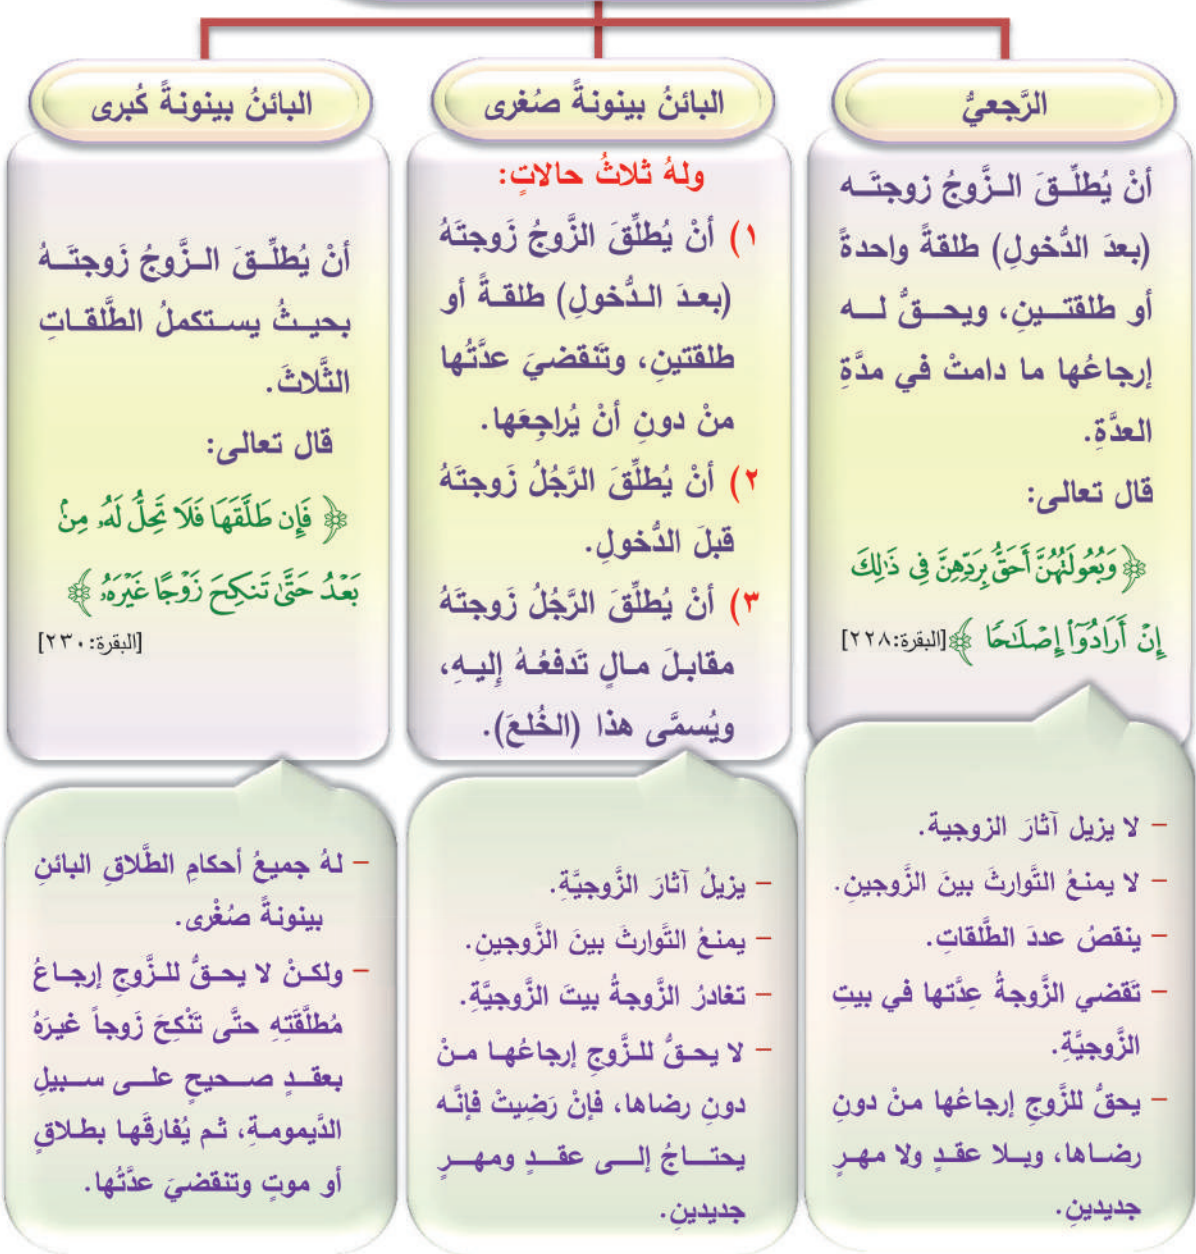 الرَّجعيُّ
أنْ يُطلِّقَ الزَّوجُ زوجتَه
(بعدَ الدُّخولِ) طلقةً واحدةً
أو طلقتينِ، ويحقُّ له
إرجاعُها ما دامتْ في مدَّةِ
العدَّةِ.
قال تعالى:
﴿ وَبُعُولَتُهُنَّ أَحَقُّ بِرَدِّهِنَّ فِي ذَٰلِكَ
إِنْ أَرَادُوٓاْ إِصۡلَٰحٗا ﴾ [البقرة:٢٢٨]
- لا يزيل آثارَ الزوجية.
- لا يمنعُ التَّوارثَ بينَ الزَّوجينِ.
- ينقصُ عددَ الطَّلقاتِ.
- تَقضي الزَّوجةُ عِدَّتها في بيتِ
الزَّوجيَّةِ.
- يحقُّ للزَّوجِ إرجاعُها منْ دونِ
رضاها، وبلا عقدٍ ولا مهرٍ
جديدينِ.
البائنُ بينونةً صُغرى
ولهُ ثلاثُ حالاتٍ:
١) أنْ يُطلِّقَ الزَّوجُ زَوجتَهُ
(بعدَ الدُّخولِ) طلقةً أو
طلقتينِ، وتَنقضيَ عدَّتُها
منْ دونِ أنْ يُراجِعَها.
٢) أنْ يُطلِّقَ الرَّجُلُ زَوجتَهُ
قبلَ الدُّخولِ.
٣) أنْ يُطلِّقَ الرَّجُلُ زَوجتَهُ
مقابلَ مالٍ تَدفعُهُ إليهِ،
ويُسمَّى هذا (الخُلعَ).
- يزيلُ آثارَ الزَّوجيَّةِ.
- يمنعُ التَّوارثَ بينَ الزَّوجينِ.
- تغادرُ الزَّوجةُ بيتَ الزَّوجيَّةِ.
- لا يحقُّ للزَّوجِ إرجاعُها منْ
دونِ رضاها، فإنْ رَضِيتْ فإنَّه
يحتاجُ إلى عقدٍ ومهرٍ
جديدينِ.
البائنُ بينونةً كُبرى
أنْ يُطلِّقَ الزَّوجُ زَوجتَهُ
بحيثُ يستكملُ الطَّلقاتِ
الثَّلاثَ.
قال تعالى:
﴿ فَإِن طَلَّقَهَا فَلَا تَحِلُّ لَهُۥ مِنۢ
بَعۡدُ حَتَّىٰ تَنكِحَ زَوۡجًا غَيۡرَهُۥ ﴾
[البقرة:٢٣٠]
- لهُ جميعُ أحكامِ الطَّلاقِ البائنِ
بينونةً صُغْرى.
- ولكنْ لا يحقُّ للزَّوجِ إرجاعُ
مُطلَّقَتِهِ حتَّى تَنْكِحَ زَوجاً غيرَهُ
بعقدٍ صحيحٍ على سبيلِ
الدَّيمومةِ، ثم يُفارقَها بطلاقٍ
أو موتٍ وتنقضيَ عدَّتُها.